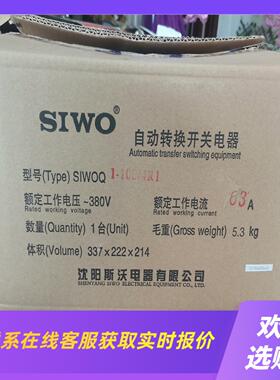 SIWO®
自动转换开关电器
Automatic transfer switching equipment
型号(Type) SIWOQ
额定工作电压 ~380V
Rated working voltage
额定工作电流 63A
Rated working current
数量(Quantity) 1台(Unit)
毛重(Gross weight) 5.3 kg
体积(Volume) 337×222×214
沈阳斯沃电器有限公司
SHENYANG SIWO ELECTRICAL EQUIPMENT CO.,LTD.
联系在线客服获取实时报价
欢
选